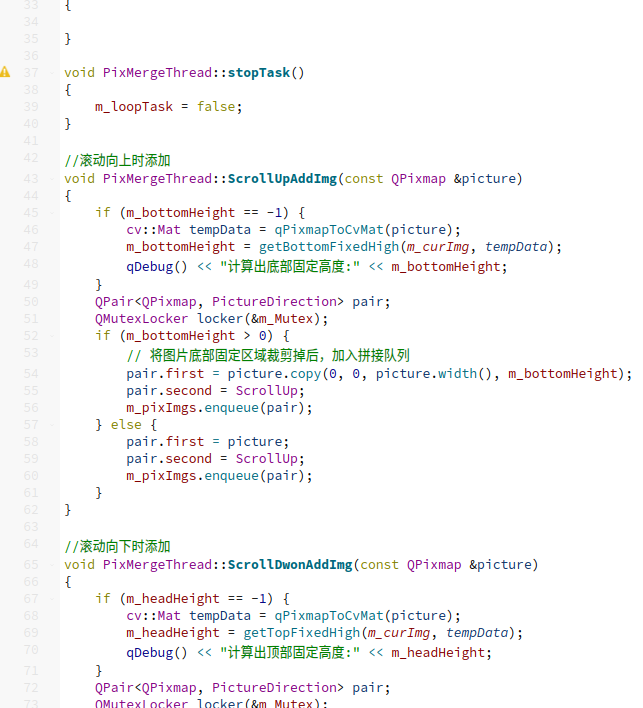 33 {
34
35 }
36
37 void PixMergeThread::stopTask()
38 {
39     m_loopTask = false;
40 }
41
42 //滚动向上时添加
43 void PixMergeThread::ScrollUpAddImg(const QPixmap &picture)
44 {
45     if (m_bottomHeight == -1) {
46         cv::Mat tempData = qPixmapToCvMat(picture);
47         m_bottomHeight = getBottomFixedHigh(m_curImg, tempData);
48         qDebug() << "计算出底部固定高度:" << m_bottomHeight;
49     }
50     QPair<QPixmap, PictureDirection> pair;
51     QMutexLocker locker(&m_Mutex);
52     if (m_bottomHeight > 0) {
53         // 将图片底部固定区域裁剪掉后，加入拼接队列
54         pair.first = picture.copy(0, 0, picture.width(), m_bottomHeight);
55         pair.second = ScrollUp;
56         m_pixImgs.enqueue(pair);
57     } else {
58         pair.first = picture;
59         pair.second = ScrollUp;
60         m_pixImgs.enqueue(pair);
61     }
62 }
63
64 //滚动向下时添加
65 void PixMergeThread::ScrollDwonAddImg(const QPixmap &picture)
66 {
67     if (m_headHeight == -1) {
68         cv::Mat tempData = qPixmapToCvMat(picture);
69         m_headHeight = getTopFixedHigh(m_curImg, tempData);
70         qDebug() << "计算出顶部固定高度:" << m_headHeight;
71     }
72     QPair<QPixmap, PictureDirection> pair;
73     QMutexLocker locker(&m_Mutex);